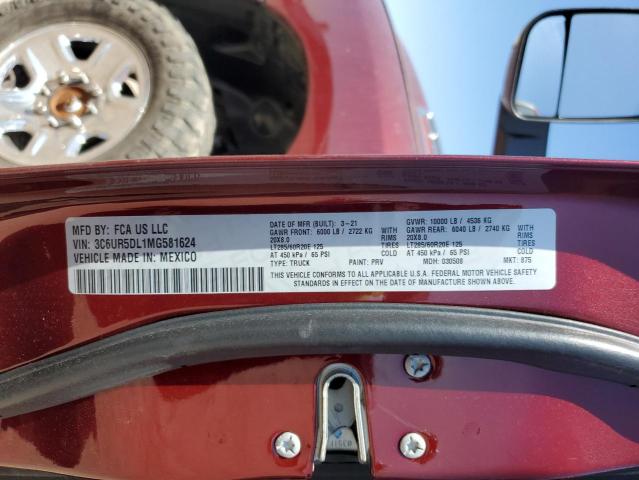 MFD BY: FCA US LLC
VIN: 3C6UR5DL1MG581624
VEHICLE MADE IN: MEXICO
DATE OF MFR (BUILT) 3-21
GAWR FRONT: 6000 LB / 2722 KG
20X8.0 WITH RIMS
LT285/60R20E 125 TIRES
AT 450 kPa / 65 PSI COLD
TYPE: TRUCK PAINT: PRV
GVWR: 10000 LB / 4536 KG
GAWR REAR: 6040 LB / 2740 KG
20X8.0 WITH RIMS
LT285/60R20E 125 TIRES
AT 450 kPa / 65 PSI COLD
MDH: 030508 MKT: 875
THIS VEHICLE CONFORMS TO ALL APPLICABLE U.S.A. FEDERAL MOTOR VEHICLE SAFETY
STANDARDS IN EFFECT ON THE DATE OF MANUFACTURE SHOWN ABOVE.